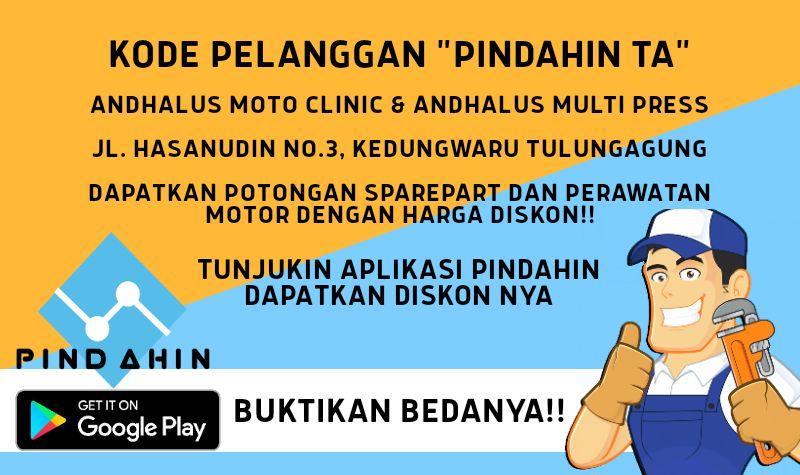 KODE PELANGGAN "PINDAHIN TA"
ANDHALUS MOTO CLINIC & ANDHALUS MULTI PRESS
JL. HASANUDIN NO.3, KEDUNGWARU TULUNGAGUNG
DAPATKAN POTONGAN SPAREPART DAN PERAWATAN
MOTOR DENGAN HARGA DISKON!!
TUNJUKIN APLIKASI PINDAHIN
DAPATKAN DISKON NYA
PINDAHIN
GET IT ON
Google Play
BUKTIKAN BEDANYA!!